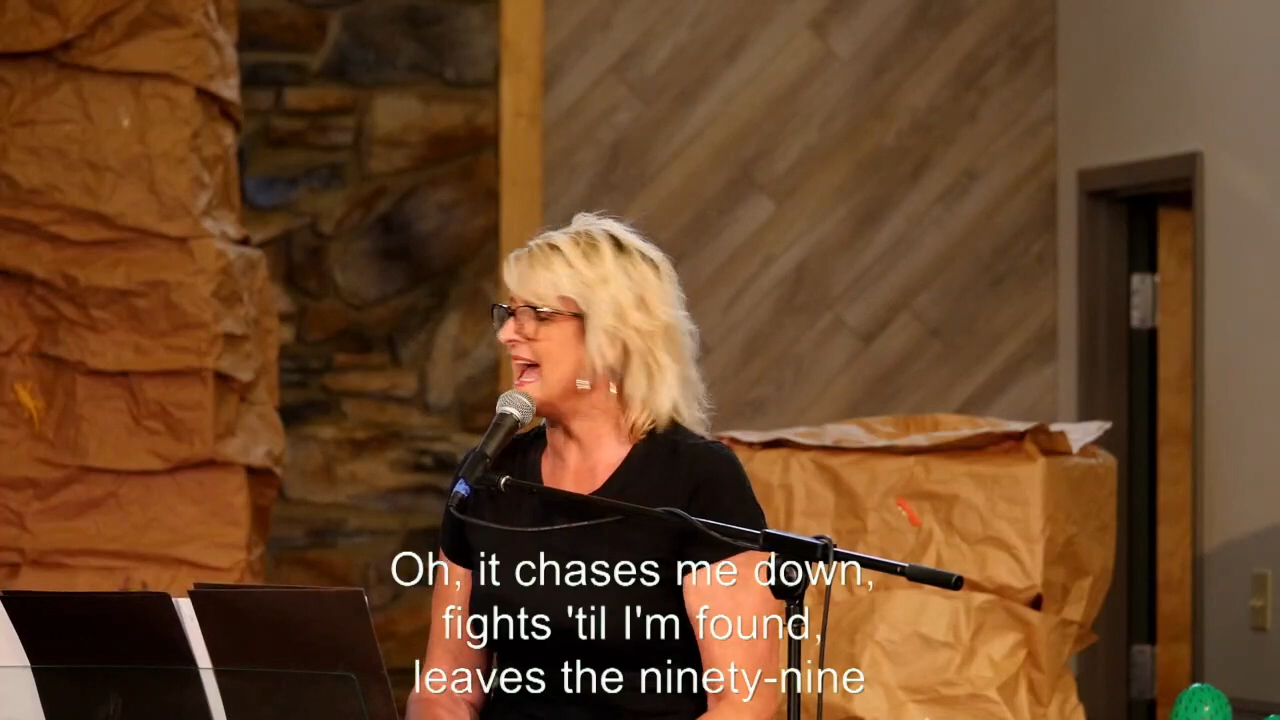 Oh, it chases me down,
fights 'til I'm found,
leaves the ninety-nine